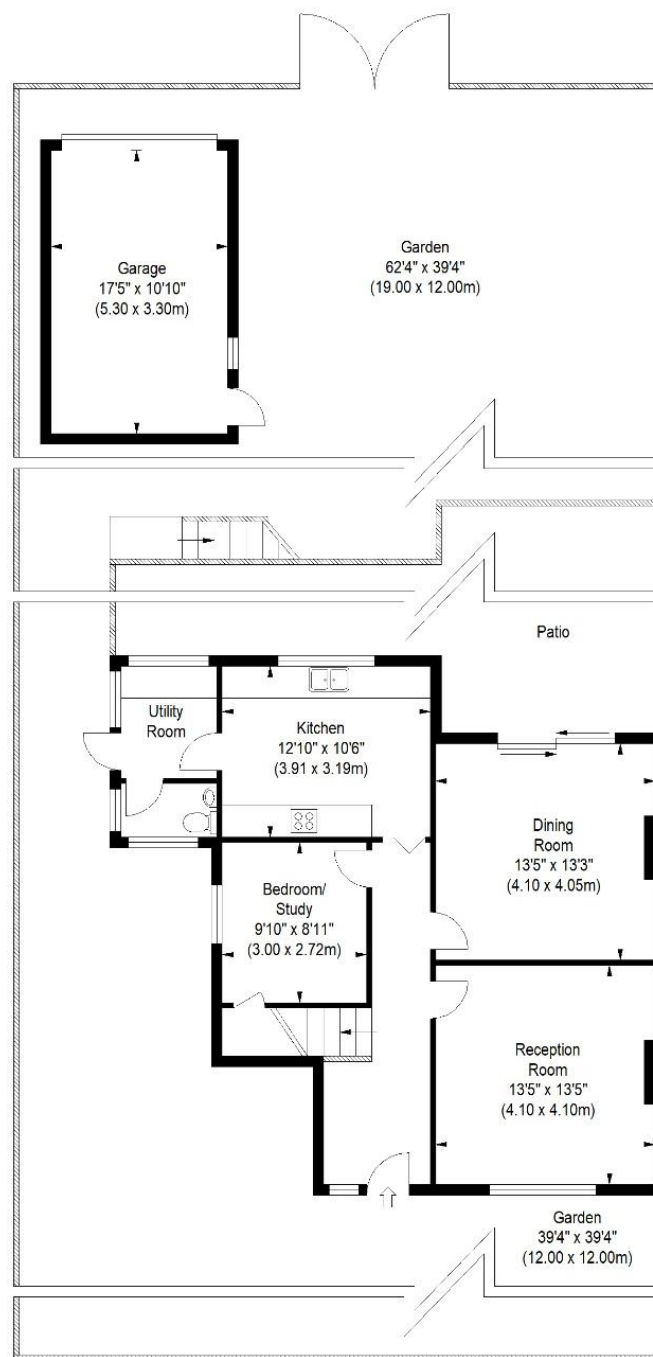 Garage
17'5" x 10'10"
(5.30 x 3.30m)
Garden
62'4" x 39'4"
(19.00 x 12.00m)
Patio
Utility
Room
Kitchen
12'10" x 10'6"
(3.91 x 3.19m)
Dining
Room
13'5" x 13'3"
(4.10 x 4.05m)
Bedroom/
Study
9'10" x 8'11"
(3.00 x 2.72m)
Reception
Room
13'5" x 13'5"
(4.10 x 4.10m)
Garden
39'4" x 39'4"
(12.00 x 12.00m)